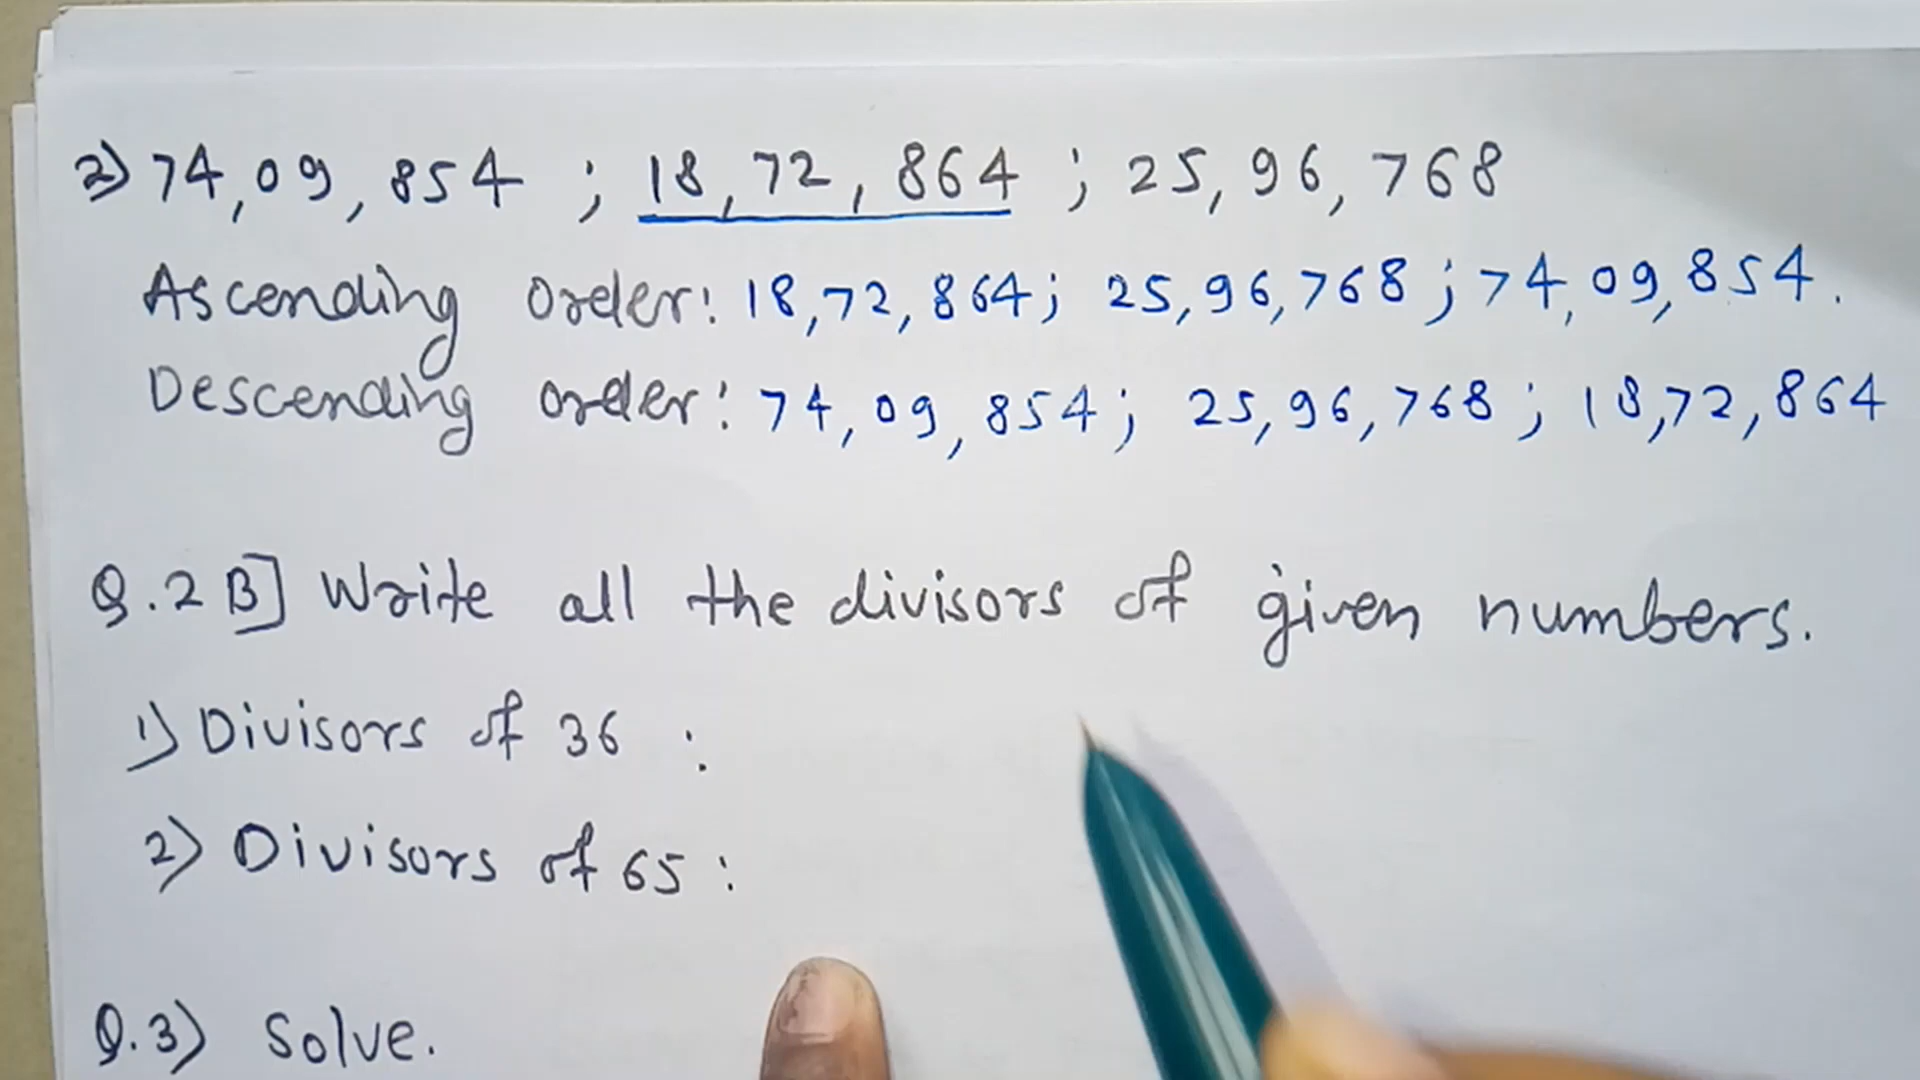 2) 74,09,854 ; 18,72,864 ; 25,96,768
Ascending order: 18,72,864; 25,96,768; 74,09,854.
Descending order: 74,09,854; 25,96,768; 18,72,864
Q.2 B] Write all the divisors of given numbers.
1) Divisors of 36 :
2) Divisors of 65 :
Q.3) Solve.